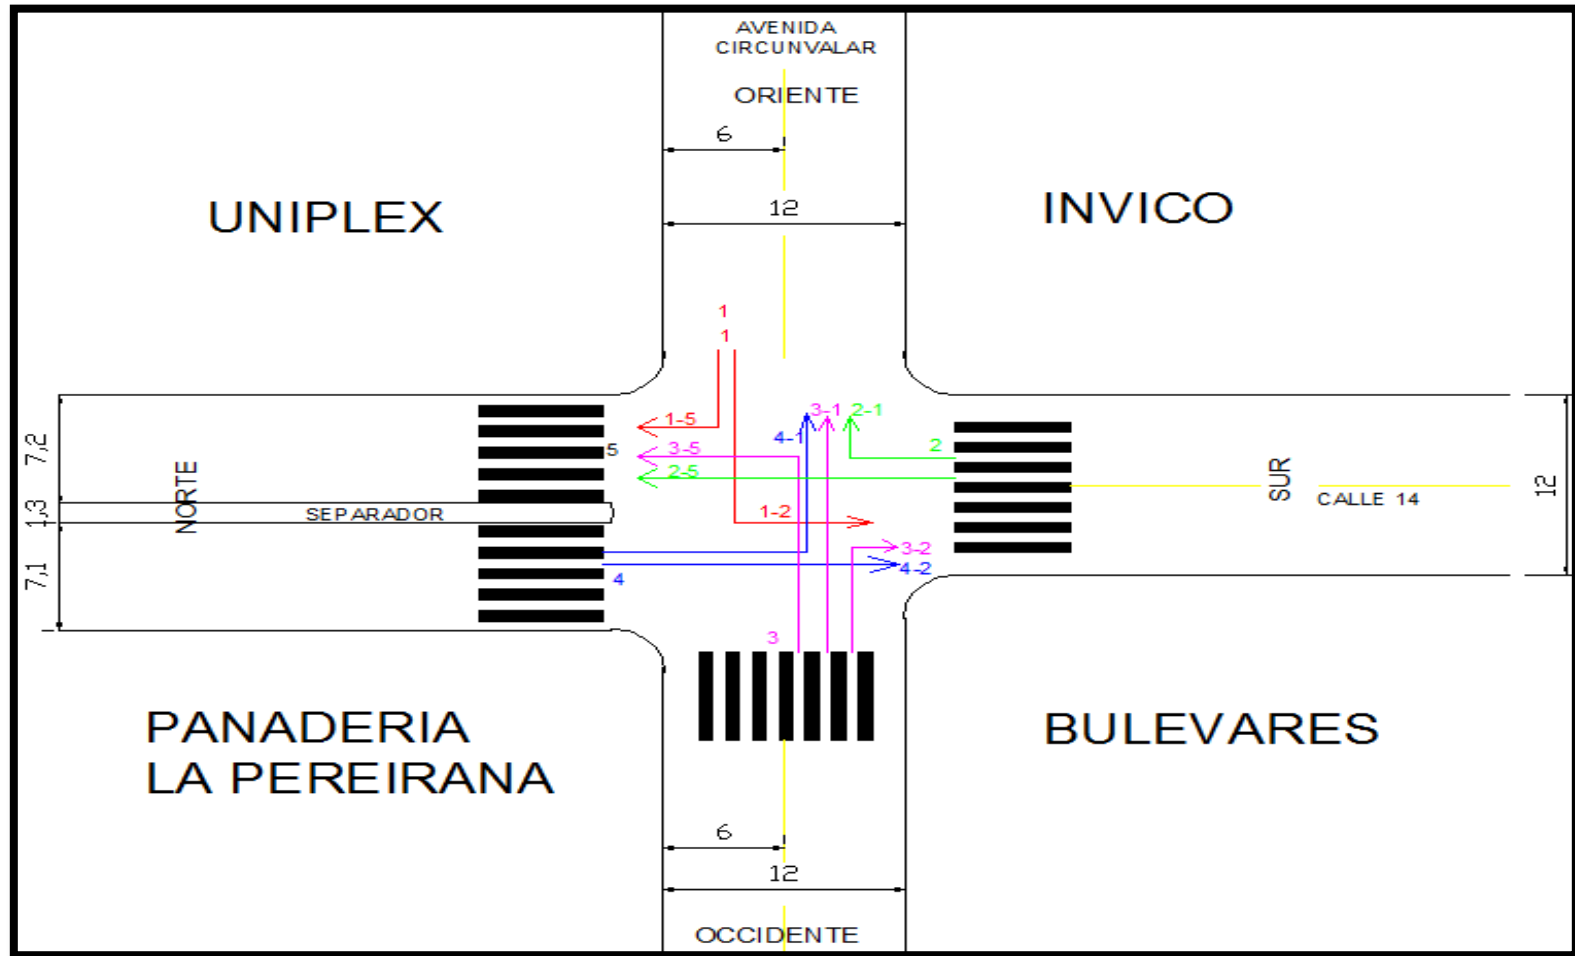 AVENIDA
CIRCUNVALAR
ORIENTE
6
12
UNIPLEX
INVICO
1
1
1-5
3-1
2-1
4-1
3-5
2-5
5
2
7,2
1,3
7,1
NORTE
SEPARADOR
1-2
SUR
CALLE 14
12
3-2
4-2
4
3
PANADERIA
LA PEREIRANA
BULEVARES
6
12
OCCIDENTE